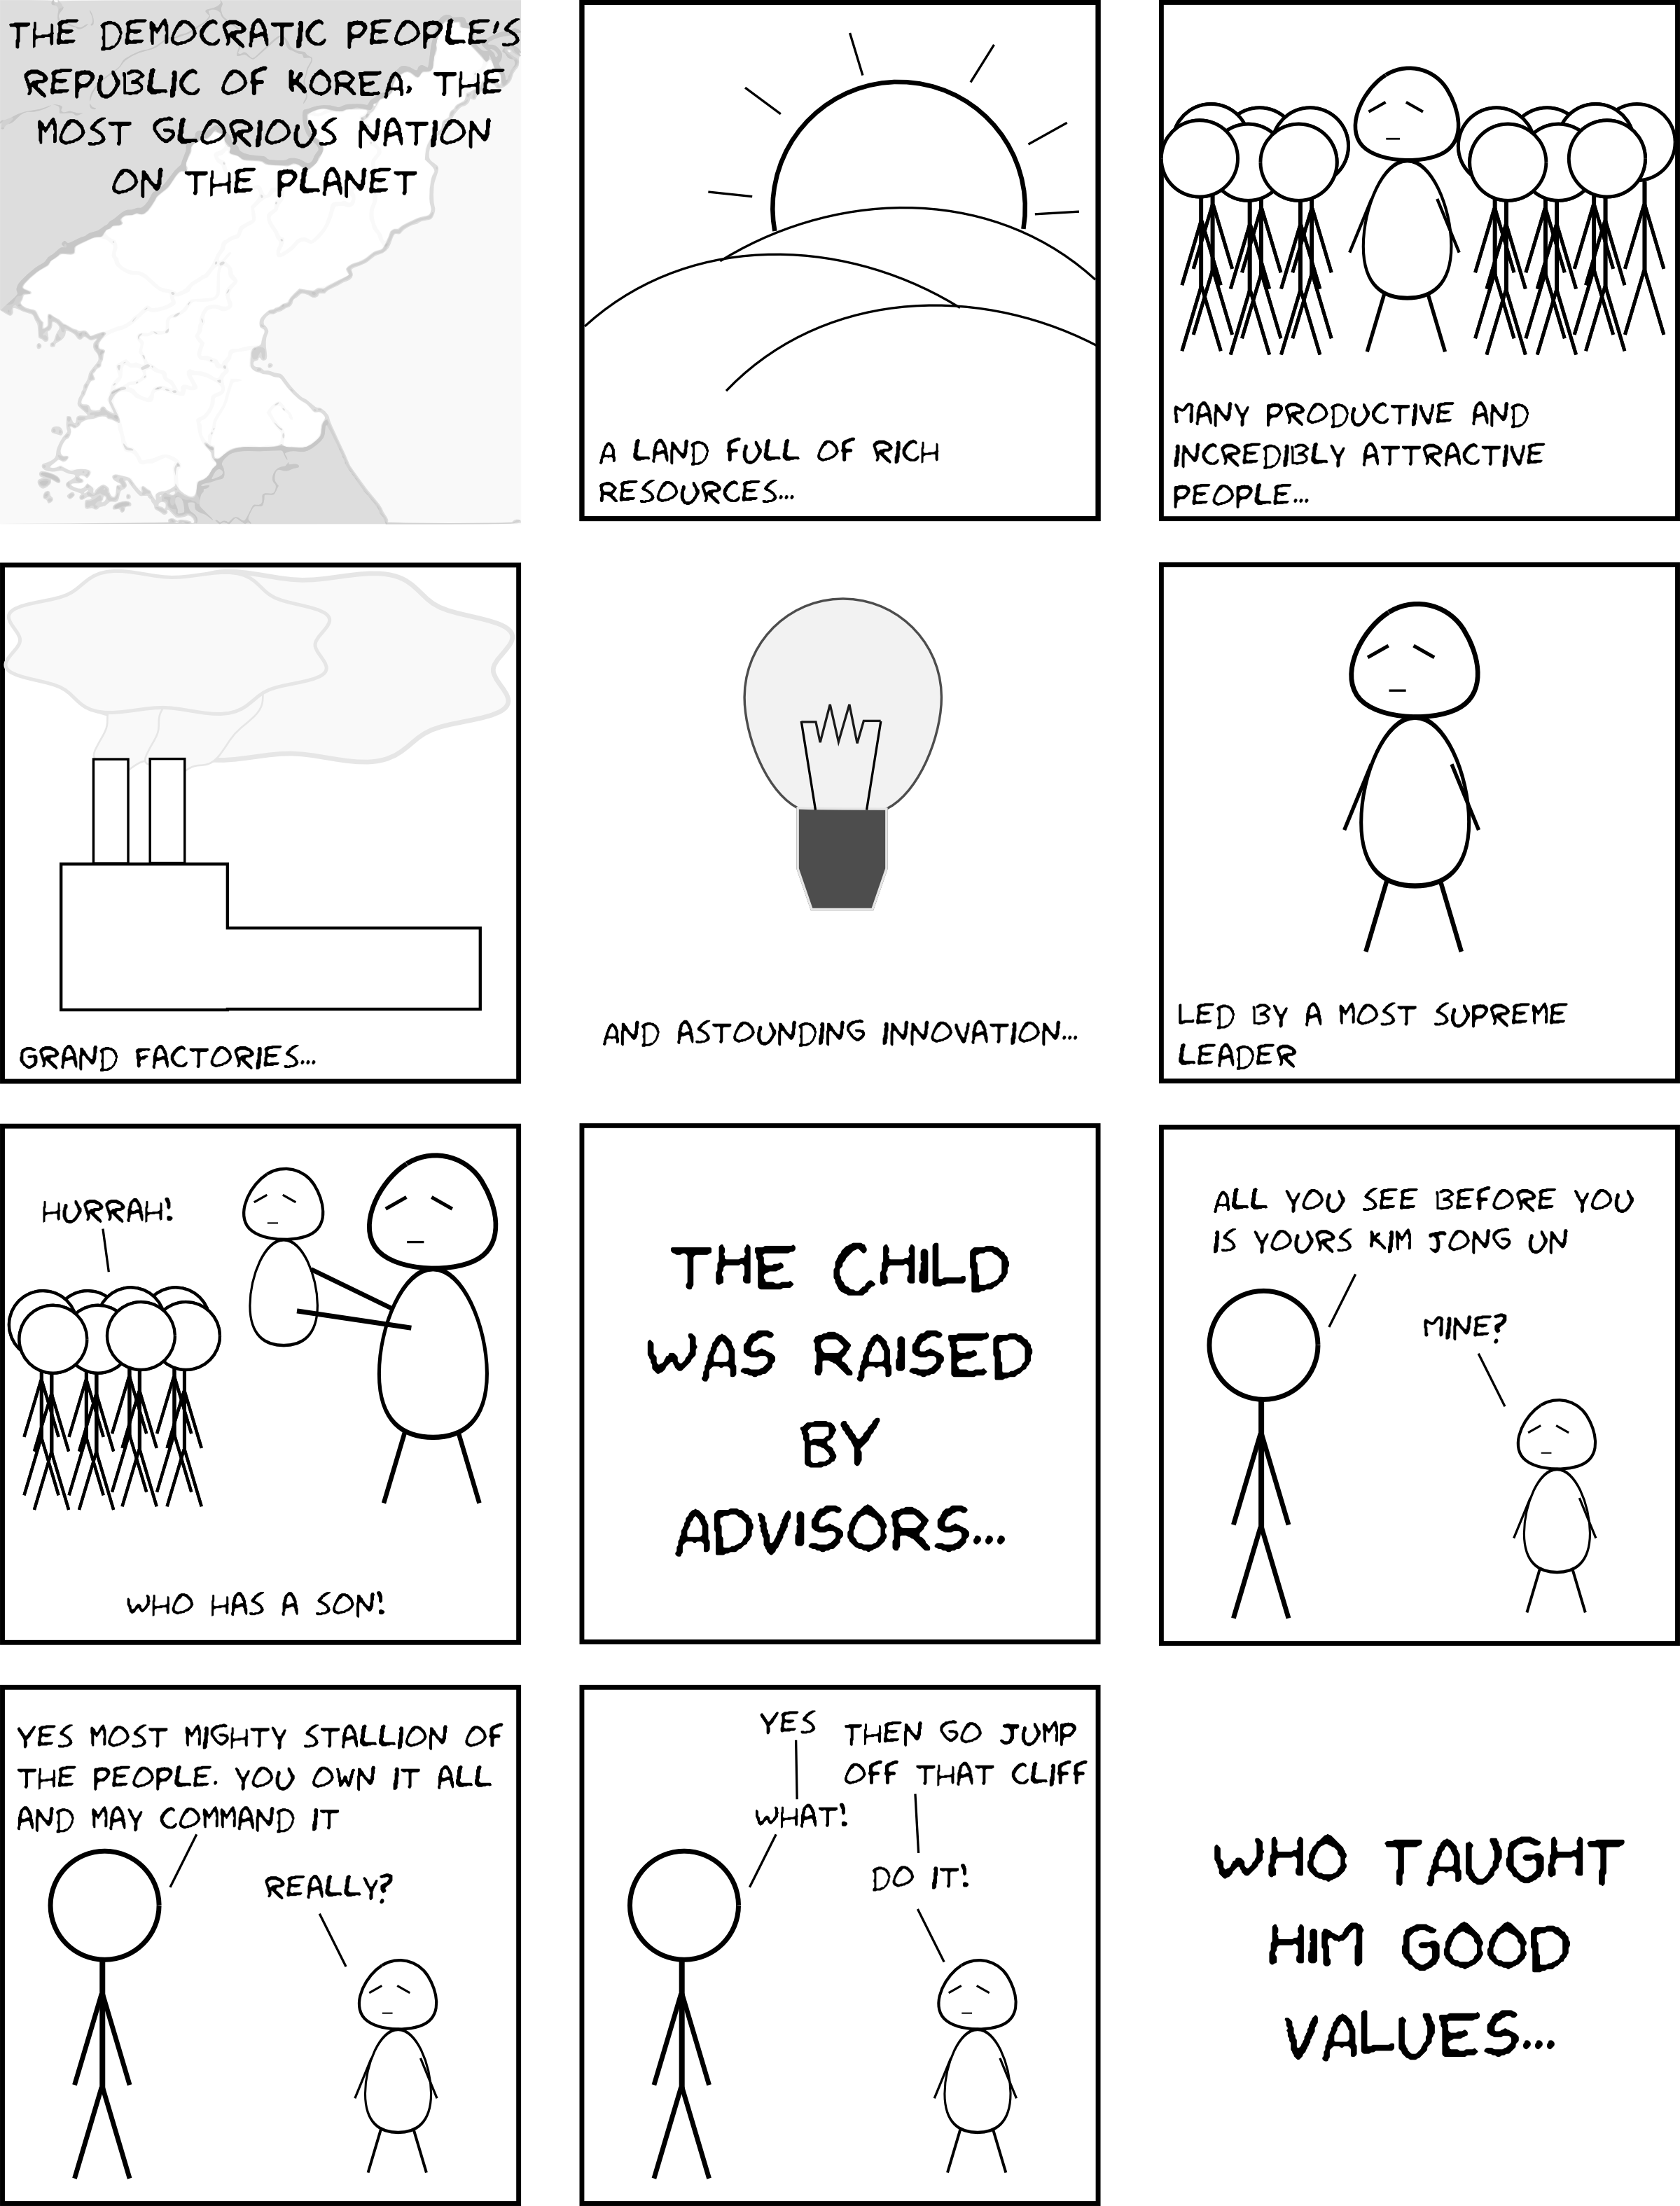 THE DEMOCRATIC PEOPLE'S
REPUBLIC OF KOREA. THE
MOST GLORIOUS NATION
ON THE PLANET
A LAND FULL OF RICH
RESOURCES...
MANY PRODUCTIVE AND
INCREDIBLY ATTRACTIVE
PEOPLE...
GRAND FACTORIES...
AND ASTOUNDING INNOVATION...
LED BY A MOST SUPREME
LEADER
HURRAH!
WHO HAS A SON!
THE CHILD
WAS RAISED
BY
ADVISORS...
ALL YOU SEE BEFORE YOU
IS YOURS KIM JONG UN
MINE?
YES MOST MIGHTY STALLION OF
THE PEOPLE. YOU OWN IT ALL
AND MAY COMMAND IT
REALLY?
YES
THEN GO JUMP
OFF THAT CLIFF
WHAT!
DO IT!
WHO TAUGHT
HIM GOOD
VALUES...